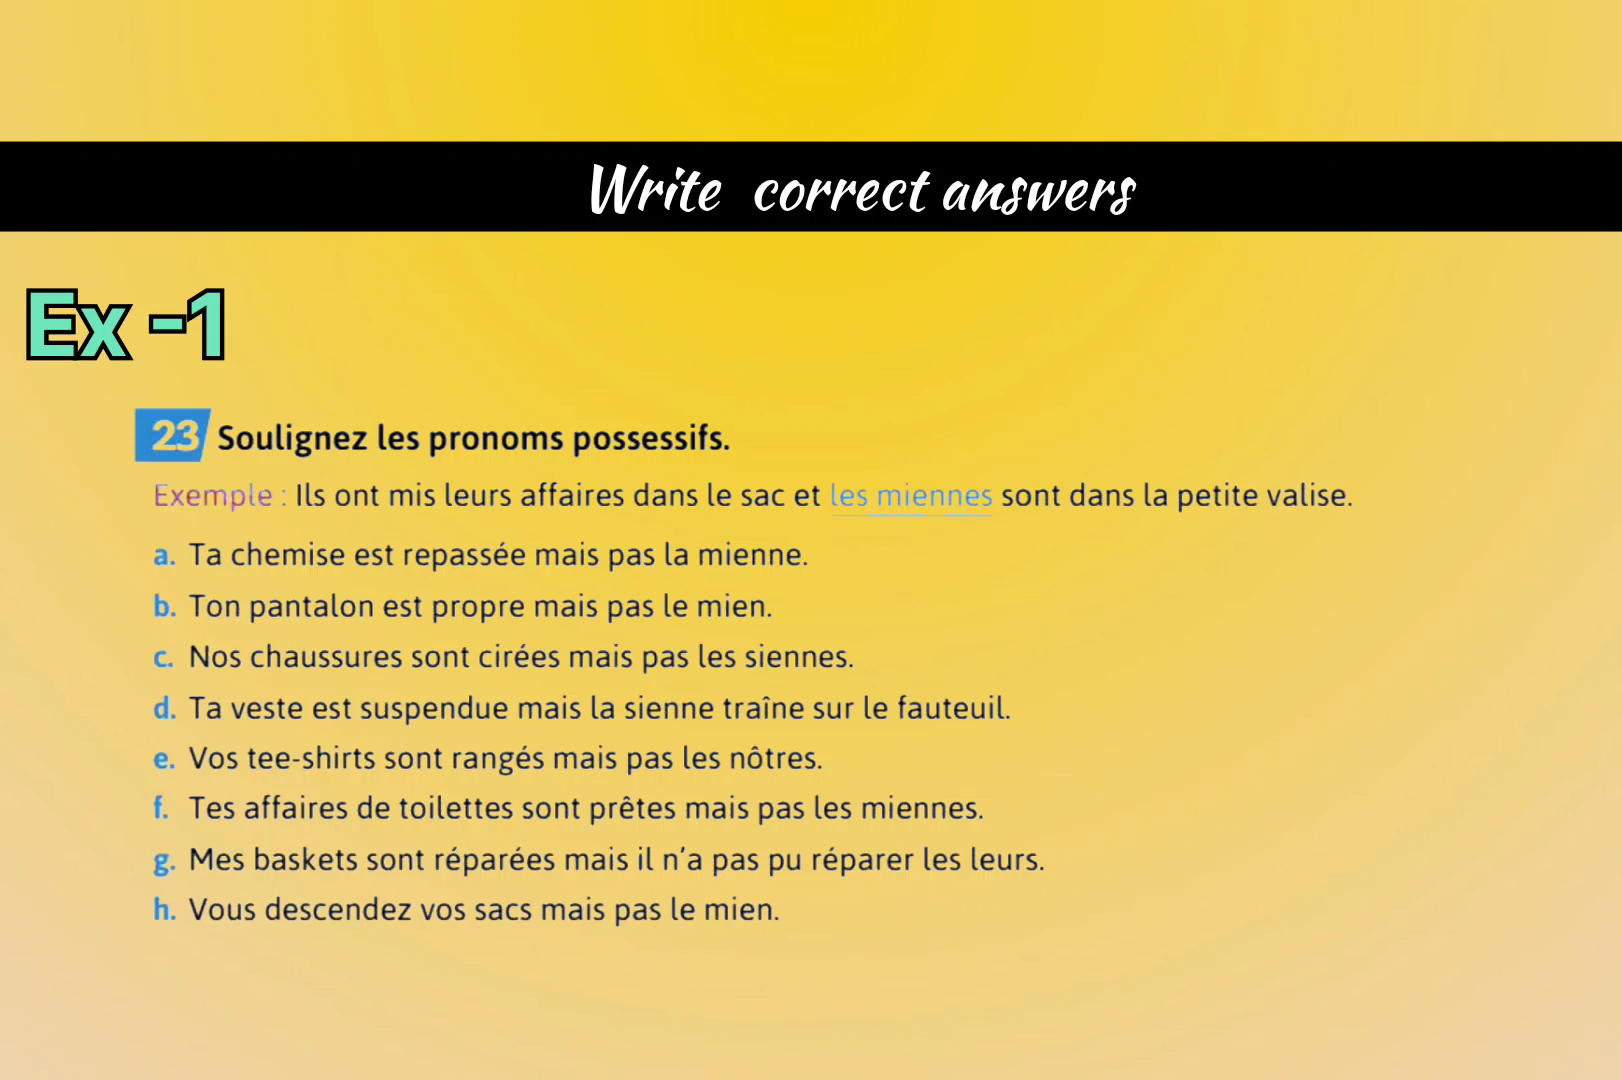 Write correct answers
Ex -1
23 Soulignez les pronoms possessifs.
Exemple : Ils ont mis leurs affaires dans le sac et les miennes sont dans la petite valise.
a. Ta chemise est repassée mais pas la mienne.
b. Ton pantalon est propre mais pas le mien.
c. Nos chaussures sont cirées mais pas les siennes.
d. Ta veste est suspendue mais la sienne traîne sur le fauteuil.
e. Vos tee-shirts sont rangés mais pas les nôtres.
f. Tes affaires de toilettes sont prêtes mais pas les miennes.
g. Mes baskets sont réparées mais il n’a pas pu réparer les leurs.
h. Vous descendez vos sacs mais pas le mien.